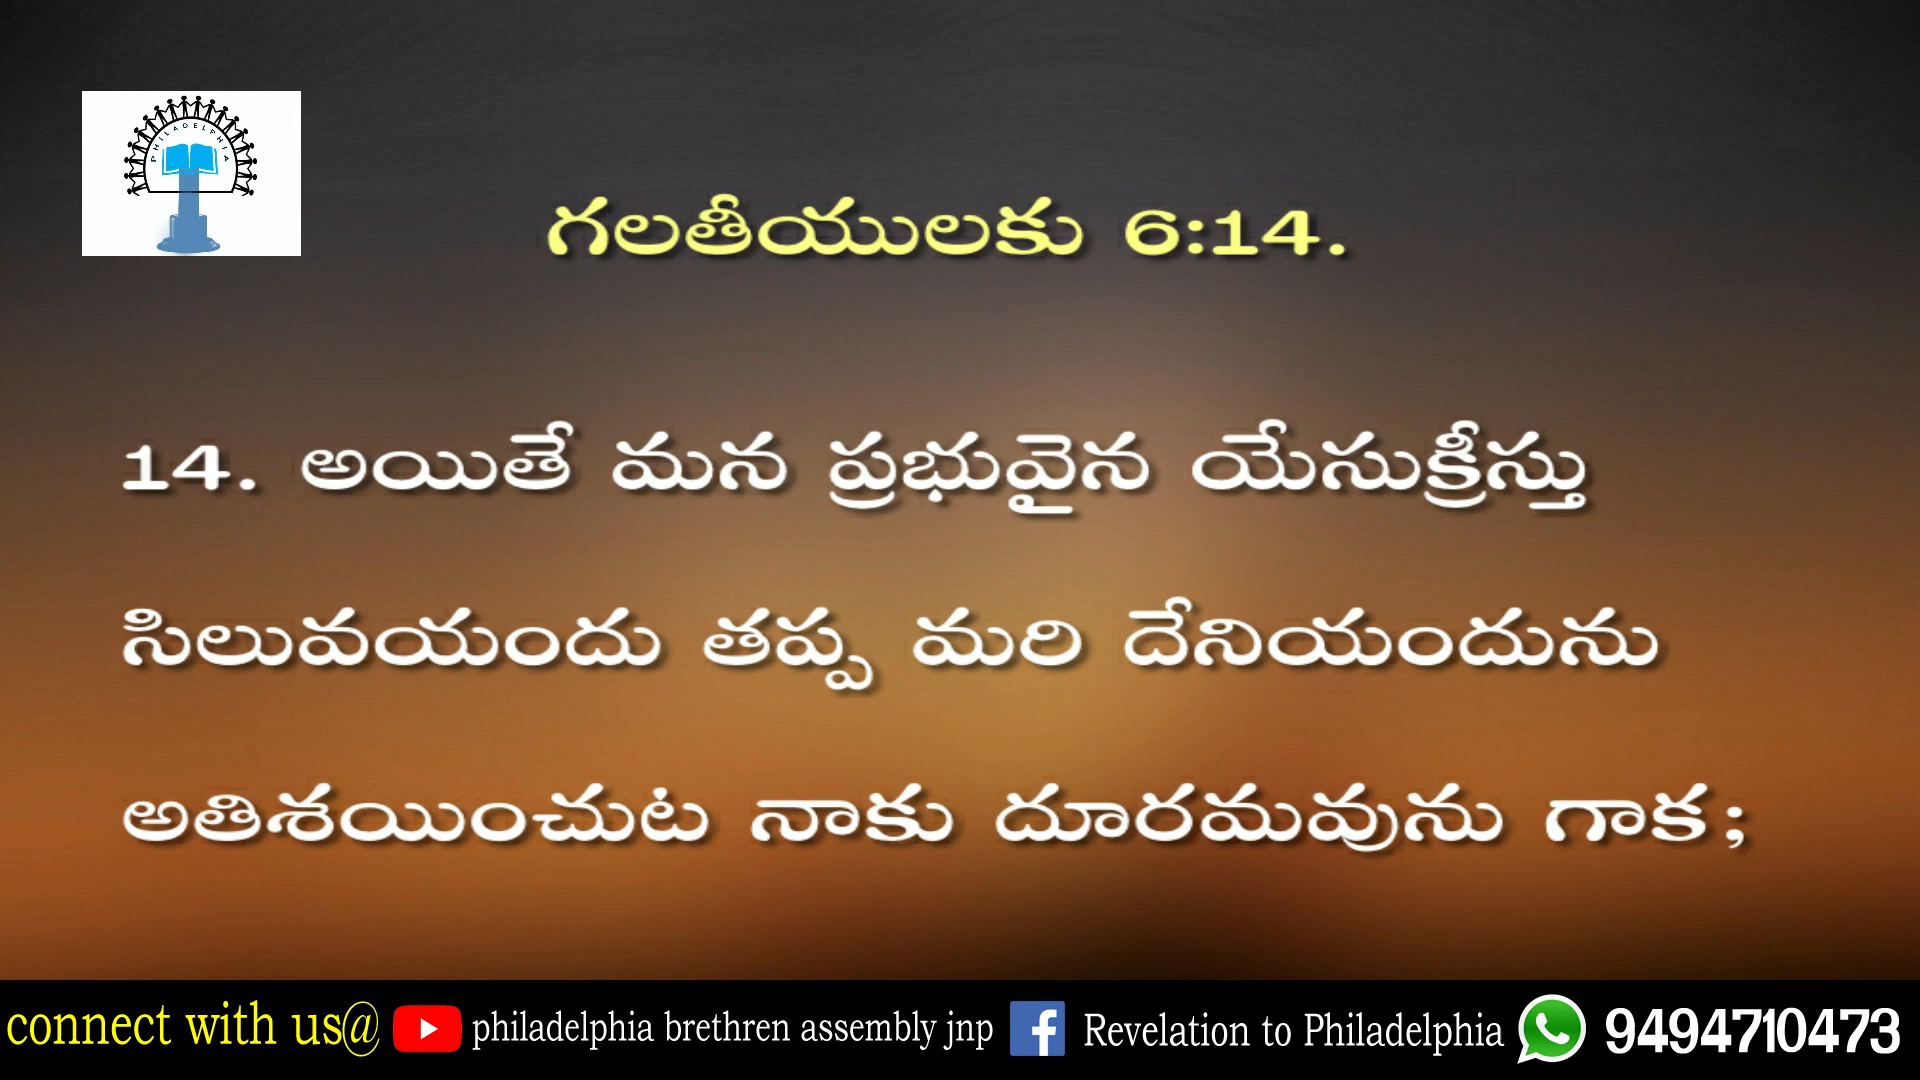 PHILADELPHIA
గలతీయులకు 6:14.
14. అయితే మన ప్రభువైన యేసుక్రీస్తు
సిలువయందు తప్ప మరి దేనియందును
అతిశయించుట నాకు దూరమవును గాక;
connect with us@ philadelphia brethren assembly jnp Revelation to Philadelphia 9494710473